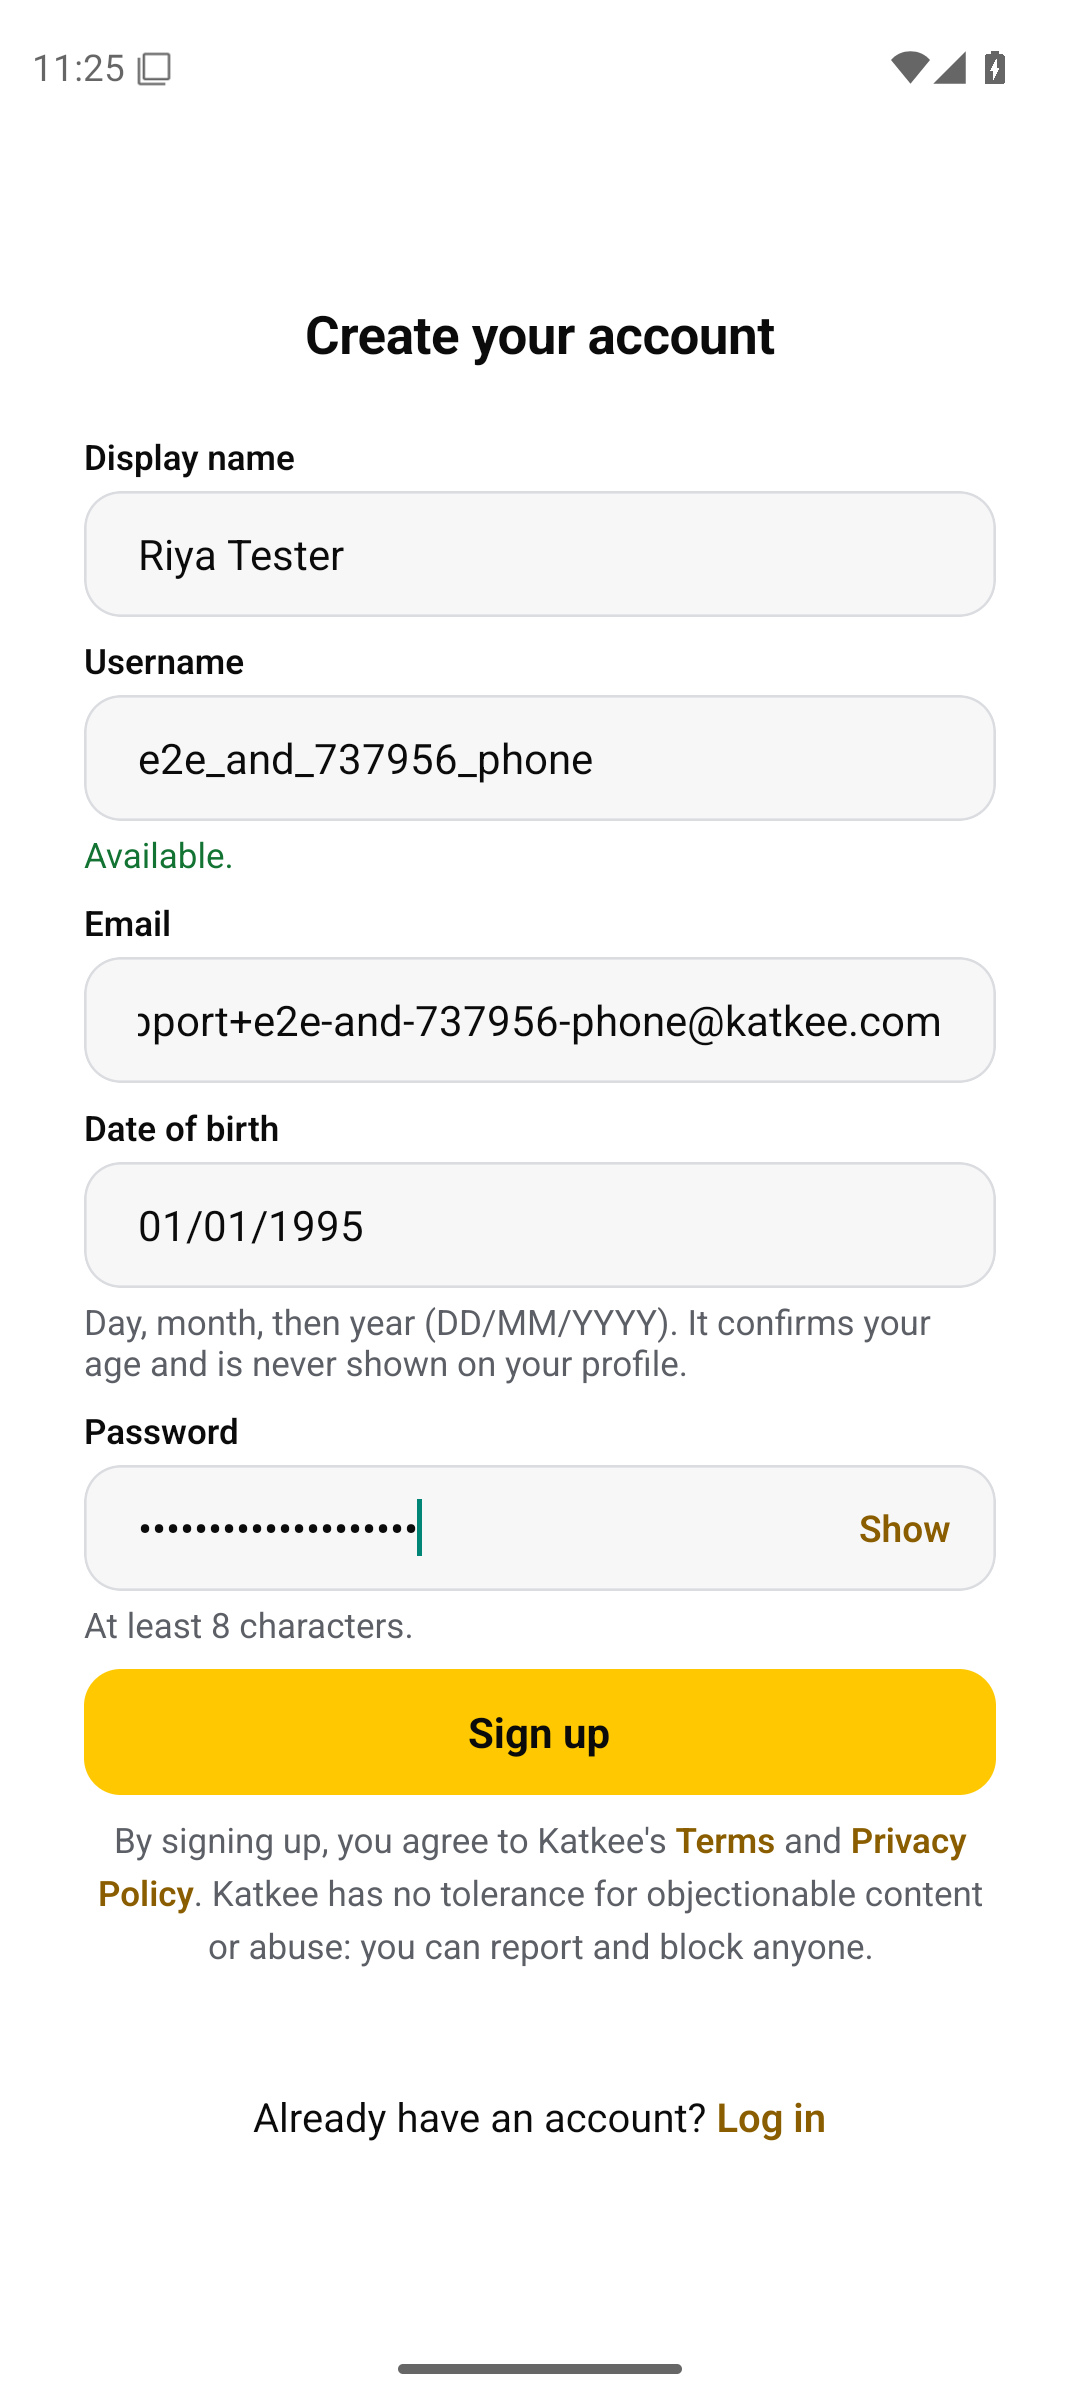 11:25
Create your account
Display name
Riya Tester
Username
e2e_and_737956_phone
Available.
Email
pport+e2e-and-737956-phone@katkee.com
Date of birth
01/01/1995
Day, month, then year (DD/MM/YYYY). It confirms your
age and is never shown on your profile.
Password
••••••••••••••••••••
Show
At least 8 characters.
Sign up
By signing up, you agree to Katkee's Terms and Privacy
Policy. Katkee has no tolerance for objectionable content
or abuse: you can report and block anyone.
Already have an account? Log in